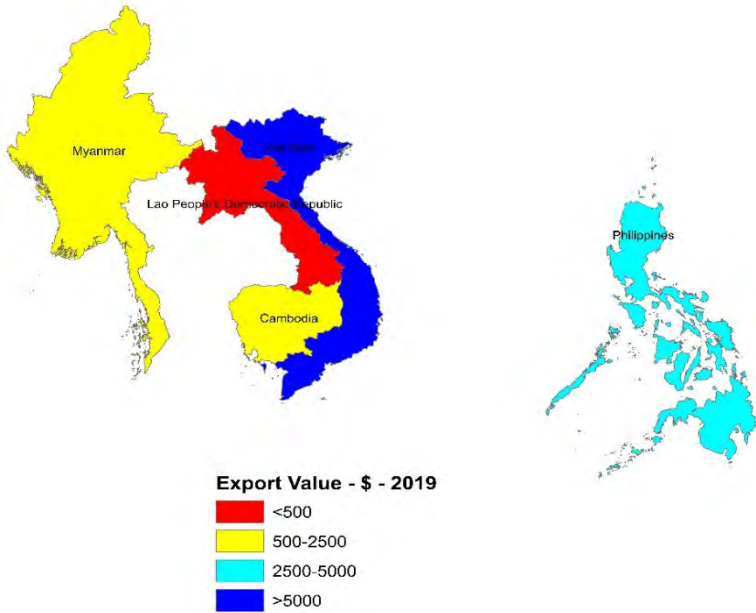 Myanmar
Viet Nam
Lao People's Democratic Republic
Philippines
Cambodia
Export Value - $ - 2019
<500
500-2500
2500-5000
>5000